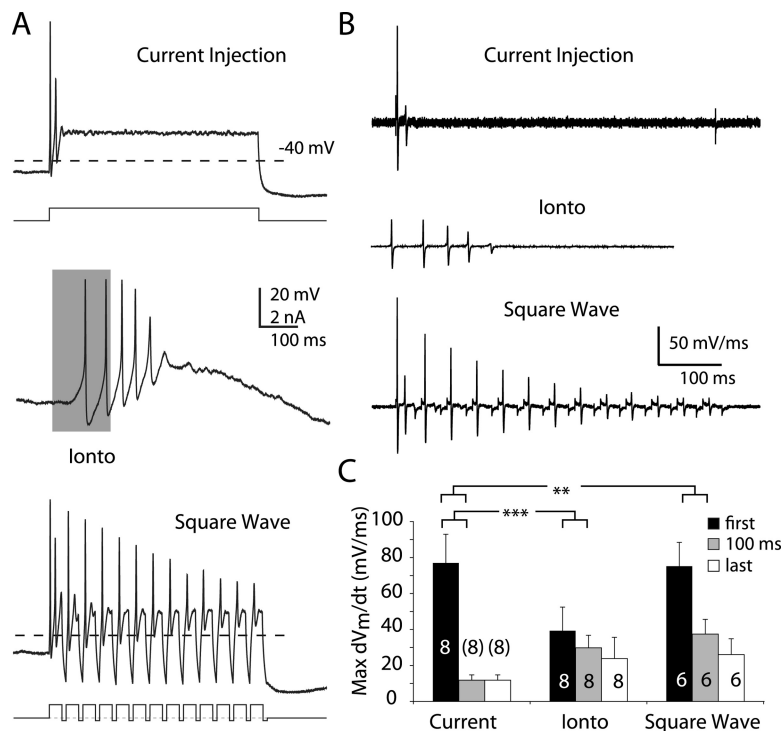 A
Current Injection
-40 mV
20 mV
2 nA
100 ms
Ionto
Square Wave
B
Current Injection
Ionto
Square Wave
50 mV/ms
100 ms
C
**
***
first
100 ms
last
Max dVm/dt (mV/ms)
100
80
60
40
20
0
8 (8) (8)
8 8 8
6 6 6
Current Ionto Square Wave